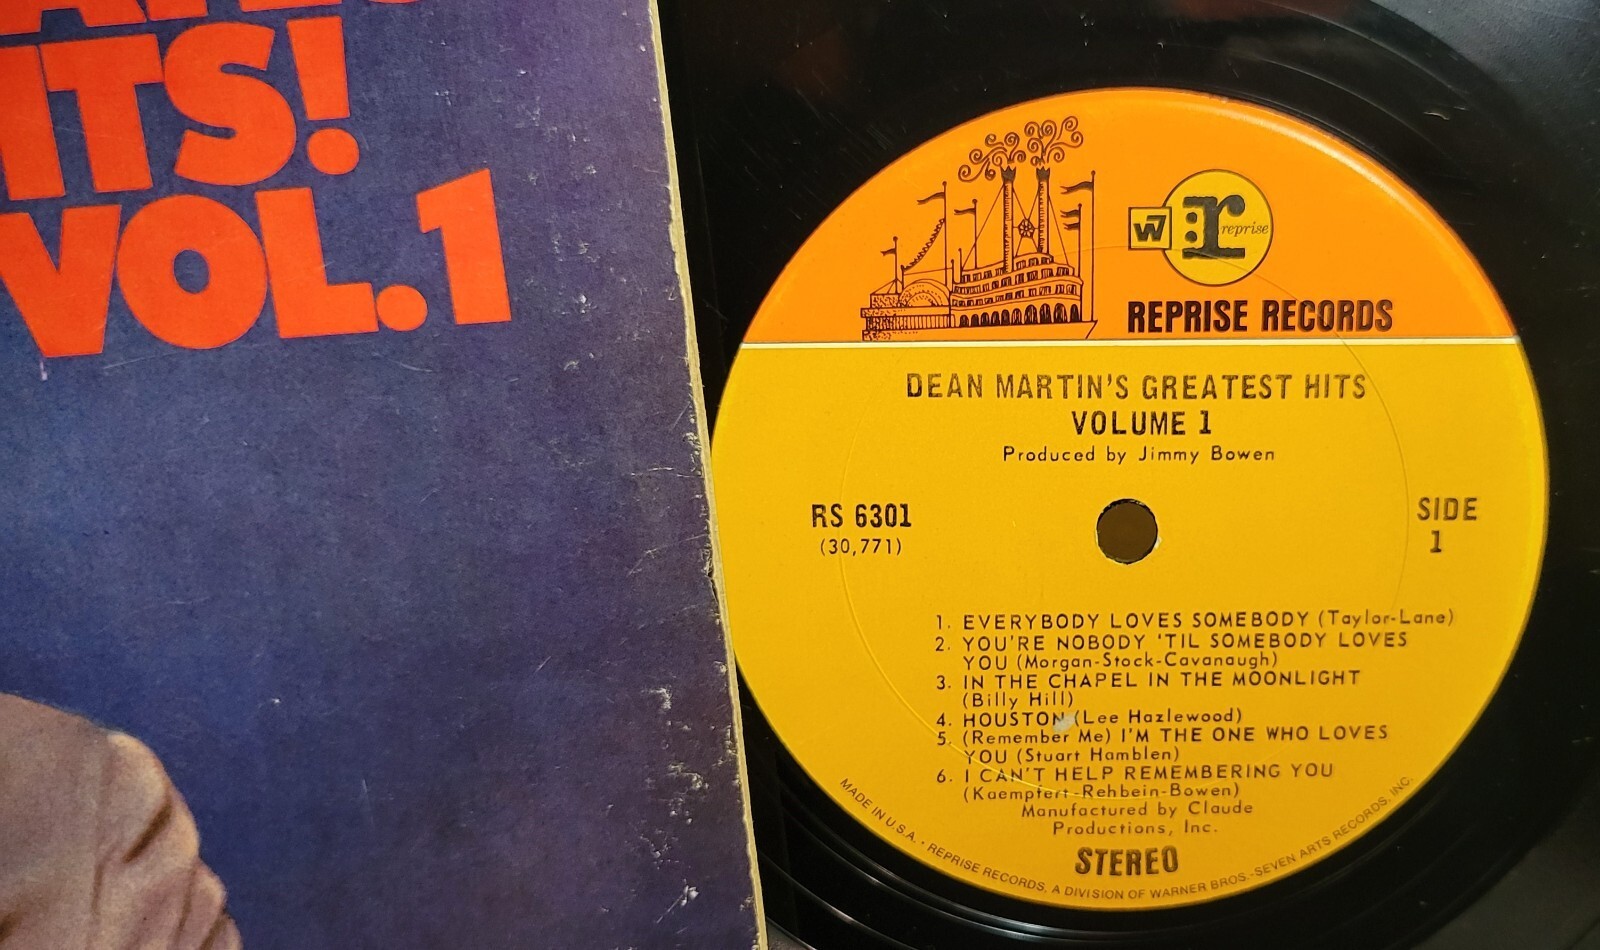 ITS!
VOL.1
W7
r
reprise
REPRISE RECORDS
DEAN MARTIN'S GREATEST HITS
VOLUME 1
Produced by Jimmy Bowen
RS 6301
(30,771)
SIDE
1
1. EVERYBODY LOVES SOMEBODY (Taylor-Lane)
2. YOU'RE NOBODY 'TIL SOMEBODY LOVES
YOU (Morgan-Stock-Cavanaugh)
3. IN THE CHAPEL IN THE MOONLIGHT
(Billy Hill)
4. HOUSTON (Lee Hazlewood)
5. (Remember Me) I'M THE ONE WHO LOVES
YOU (Stuart Hamblen)
6. I CAN'T HELP REMEMBERING YOU
(Kaempfert-Rehbein-Bowen)
Manufactured by Claude
Productions, Inc.
STEREO
MADE IN U.S.A. • REPRISE RECORDS, A DIVISION OF WARNER BROS.-SEVEN ARTS RECORDS, INC.